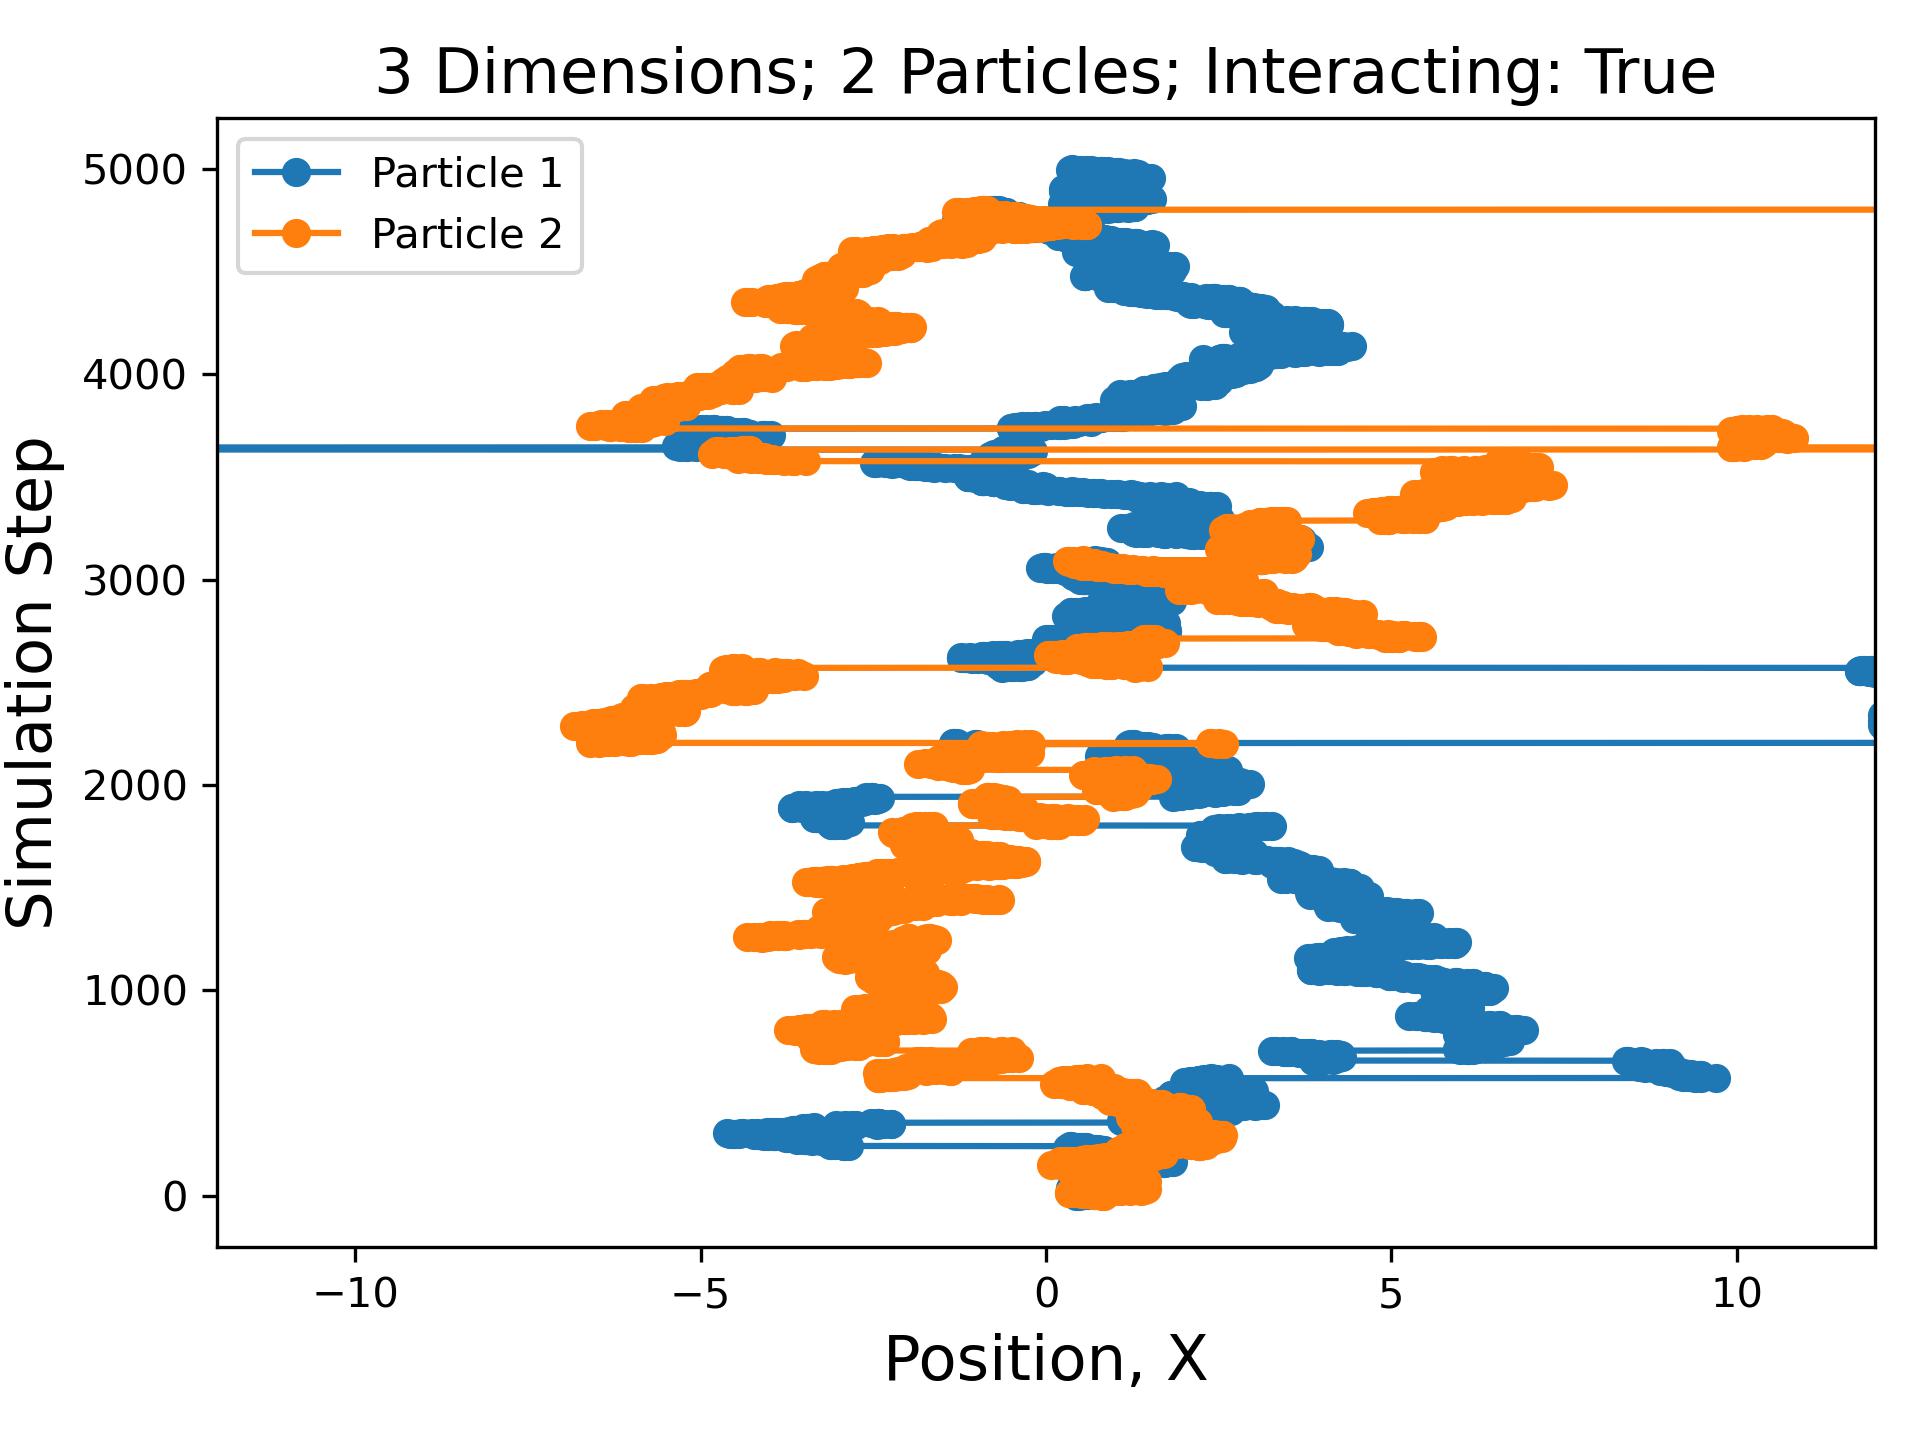 3 Dimensions; 2 Particles; Interacting: True
Particle 1
Particle 2
5000
4000
3000
2000
1000
0
Simulation Step
−10
−5
0
5
10
Position, X